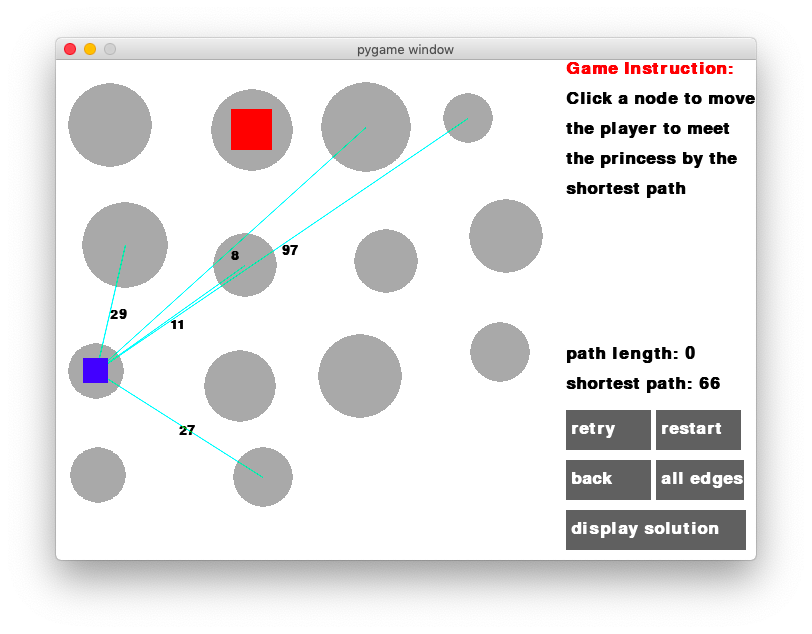 pygame window
Game Instruction:
Click a node to move
the player to meet
the princess by the
shortest path
8
97
29
11
27
path length: 0
shortest path: 66
retry
restart
back
all edges
display solution